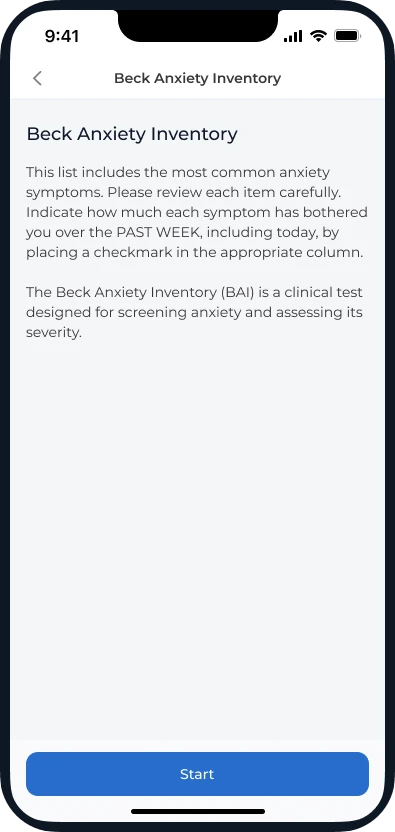 9:41
Beck Anxiety Inventory
Beck Anxiety Inventory
This list includes the most common anxiety
symptoms. Please review each item carefully.
Indicate how much each symptom has bothered
you over the PAST WEEK, including today, by
placing a checkmark in the appropriate column.
The Beck Anxiety Inventory (BAI) is a clinical test
designed for screening anxiety and assessing its
severity.
Start